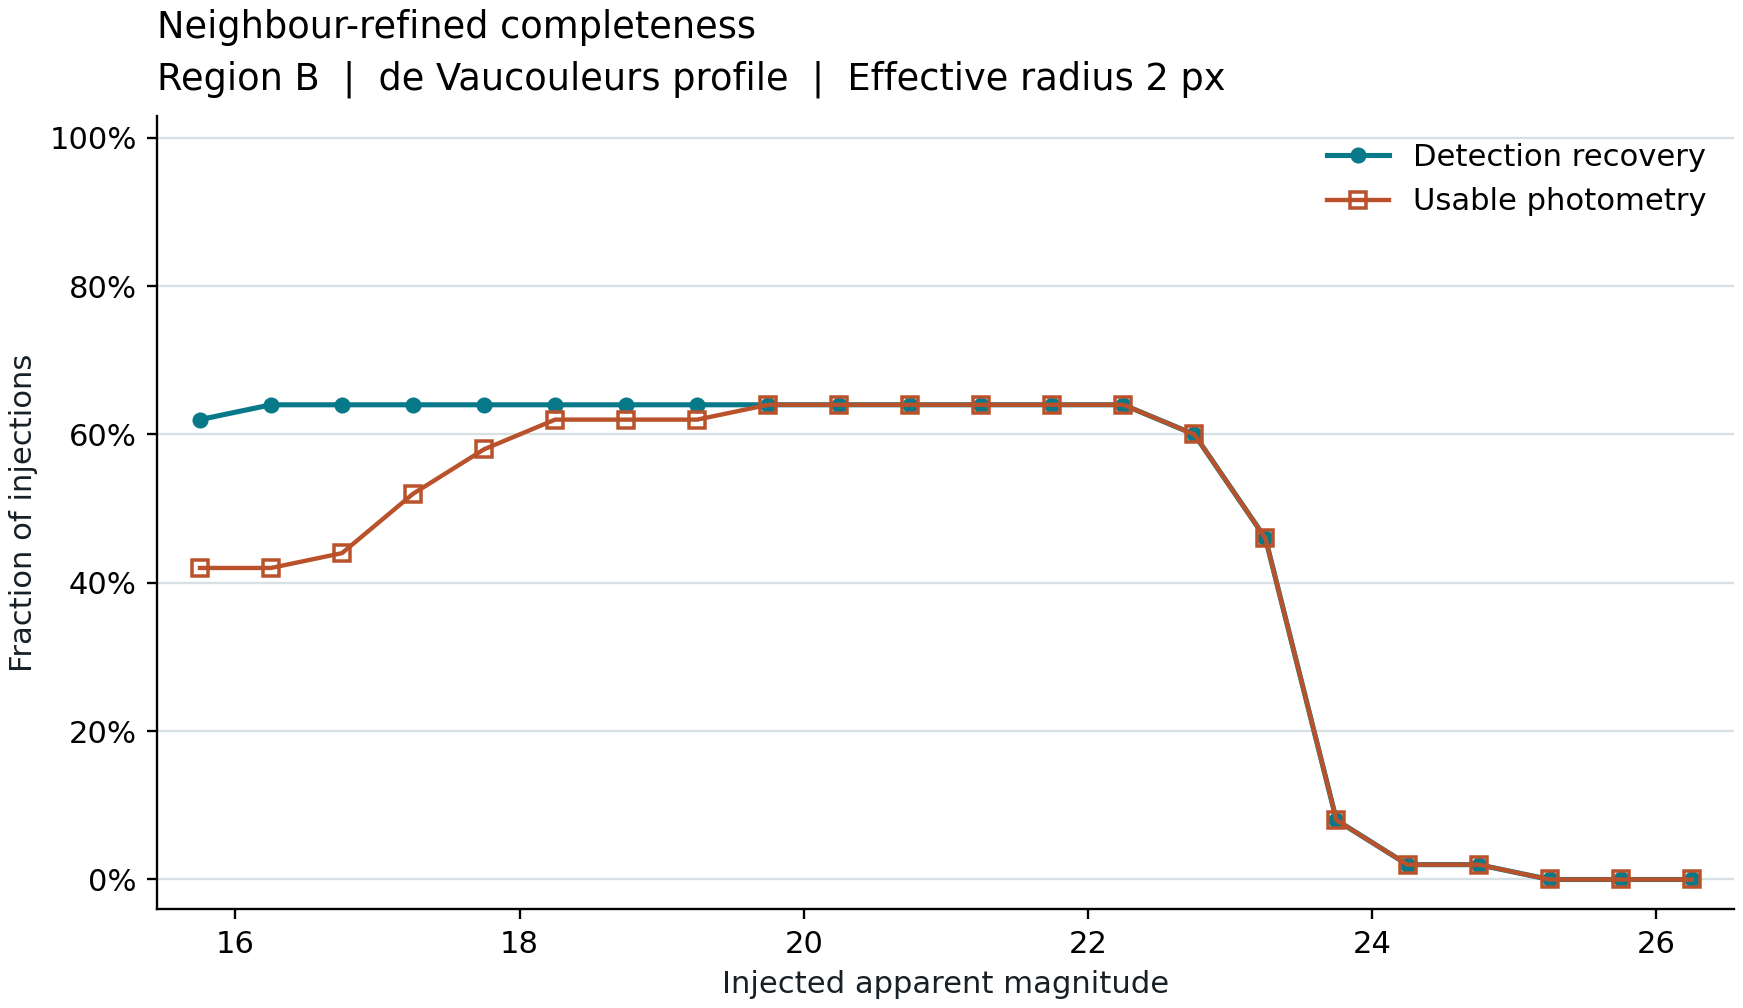 Neighbour-refined completeness
Region B | de Vaucouleurs profile | Effective radius 2 px
100%
80%
60%
40%
20%
0%
Fraction of injections
Detection recovery
Usable photometry
16 18 20 22 24 26
Injected apparent magnitude